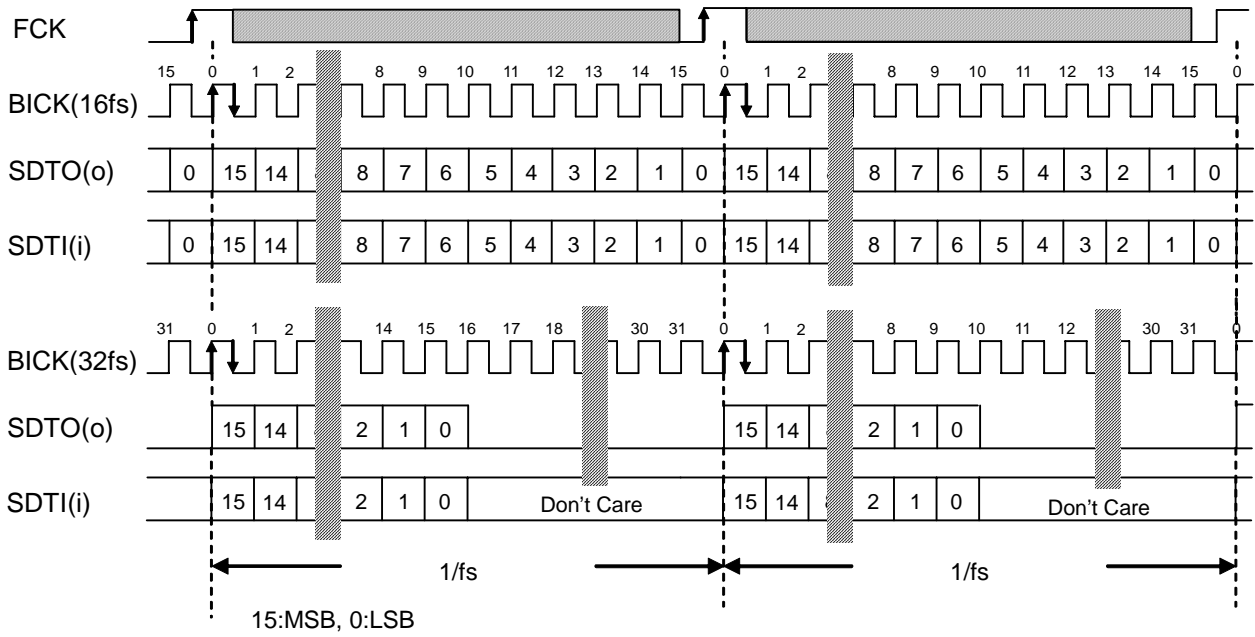 FCK
15 0 1 2 8 9 10 11 12 13 14 15 0 1 2 8 9 10 11 12 13 14 15 0
BICK(16fs)
SDTO(o) 0 15 14 8 7 6 5 4 3 2 1 0 15 14 8 7 6 5 4 3 2 1 0
SDTI(i) 0 15 14 8 7 6 5 4 3 2 1 0 15 14 8 7 6 5 4 3 2 1 0
31 0 1 2 14 15 16 17 18 30 31 0 1 2 8 9 10 11 12 30 31 0
BICK(32fs)
SDTO(o) 15 14 2 1 0 15 14 2 1 0
SDTI(i) 15 14 2 1 0 Don't Care 15 14 2 1 0 Don't Care
1/fs 1/fs
15:MSB, 0:LSB